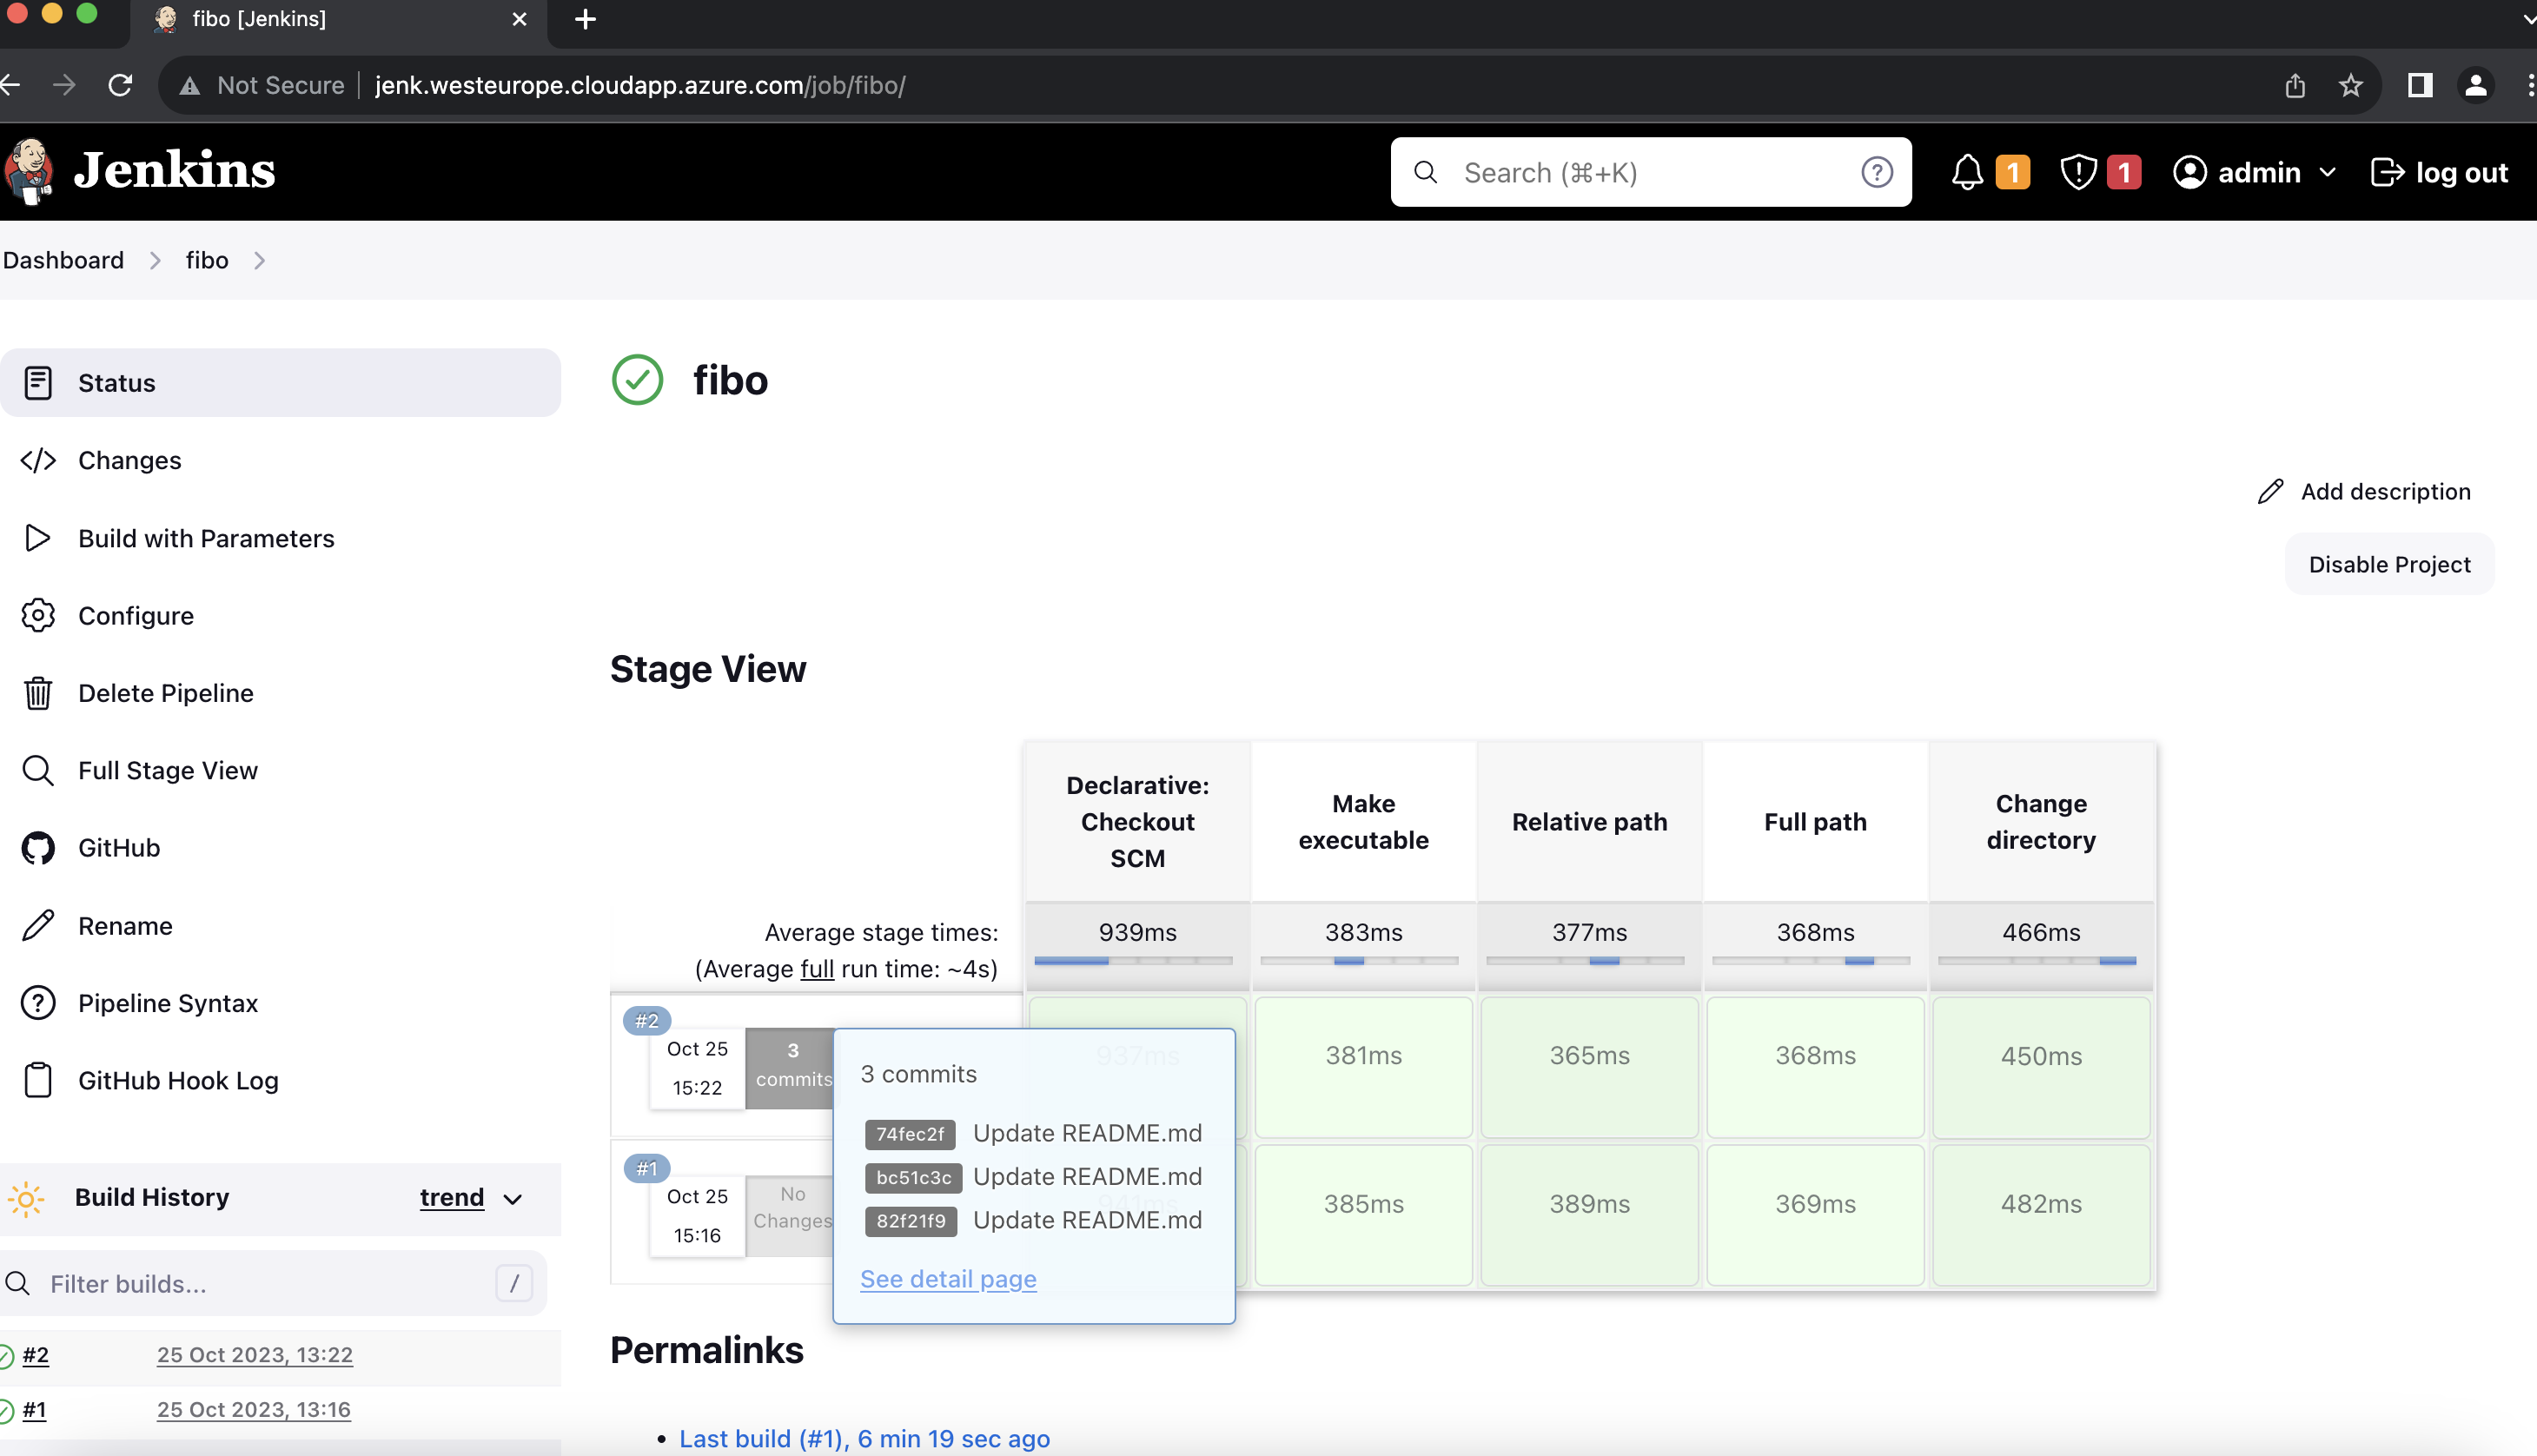 fibo [Jenkins]
Not Secure
jenk.westeurope.cloudapp.azure.com/job/fibo/
Jenkins
Search (⌘+K)
1
1
admin
log out
Dashboard
fibo
Status
Changes
Build with Parameters
Configure
Delete Pipeline
Full Stage View
GitHub
Rename
Pipeline Syntax
GitHub Hook Log
Build History
trend
Filter builds...
/
#2
25 Oct 2023, 13:22
#1
25 Oct 2023, 13:16
fibo
Add description
Disable Project
Stage View
Declarative:
Checkout
SCM
Make
executable
Relative path
Full path
Change
directory
Average stage times:
(Average full run time: ~4s)
939ms
383ms
377ms
368ms
466ms
#2
Oct 25
15:22
3
commits
937ms
381ms
365ms
368ms
450ms
#1
Oct 25
15:16
No
Changes
941ms
385ms
389ms
369ms
482ms
3 commits
74fec2f Update README.md
bc51c3c Update README.md
82f21f9 Update README.md
See detail page
Permalinks
Last build (#1), 6 min 19 sec ago